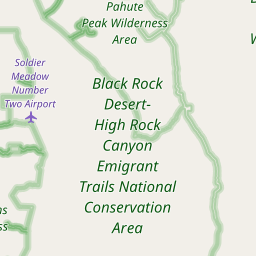 Pahute
Peak Wilderness
Area
Soldier
Meadow
Number
Two Airport
Black Rock
Desert-
High Rock
Canyon
Emigrant
Trails National
Conservation
Area